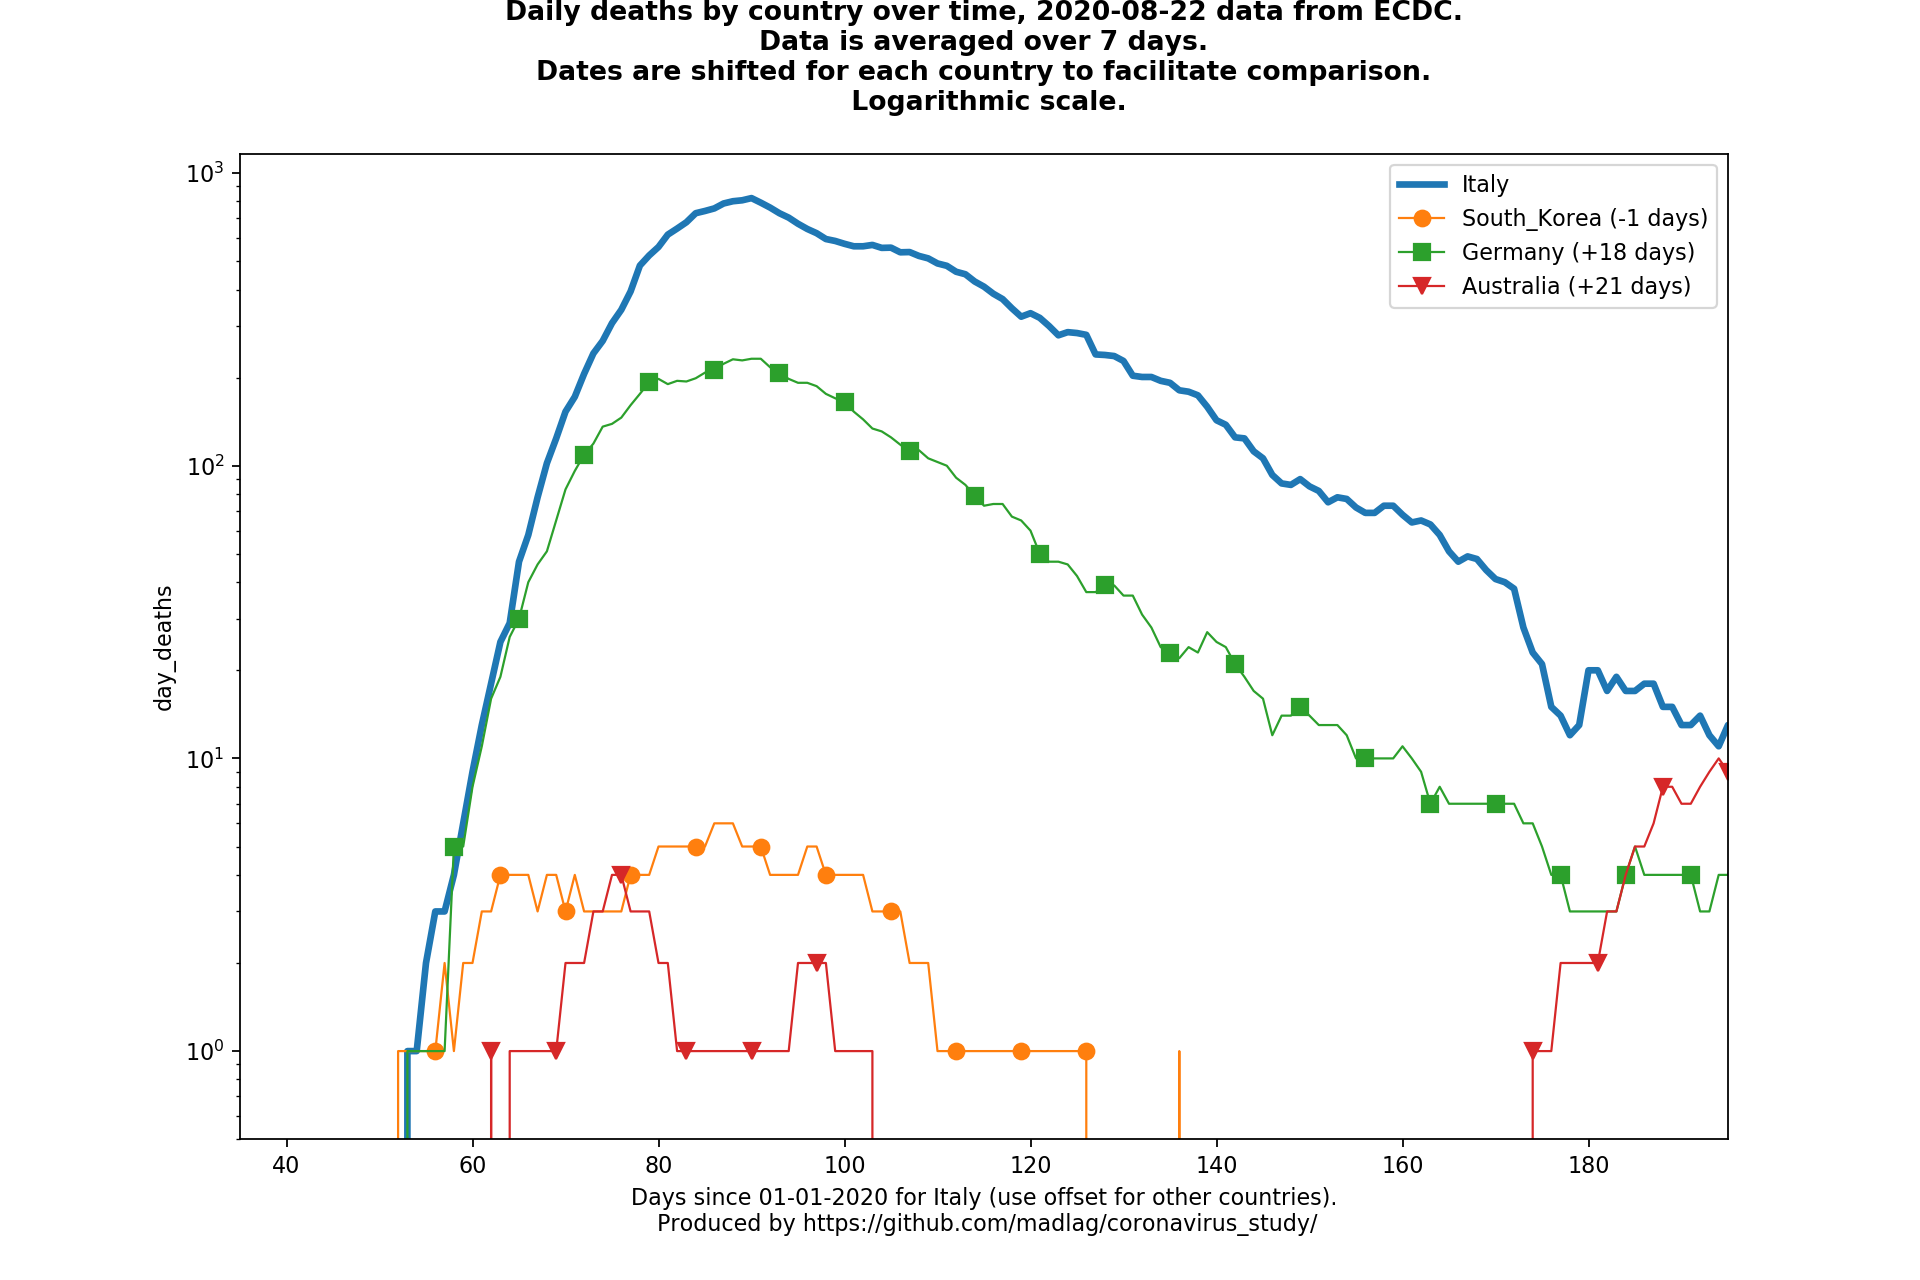 Daily deaths by country over time, 2020-08-22 data from ECDC.
Data is averaged over 7 days.
Dates are shifted for each country to facilitate comparison.
Logarithmic scale.
10³
10²
10¹
10⁰
day_deaths
Italy
South_Korea (-1 days)
Germany (+18 days)
Australia (+21 days)
40 60 80 100 120 140 160 180
Days since 01-01-2020 for Italy (use offset for other countries).
Produced by https://github.com/madlag/coronavirus_study/